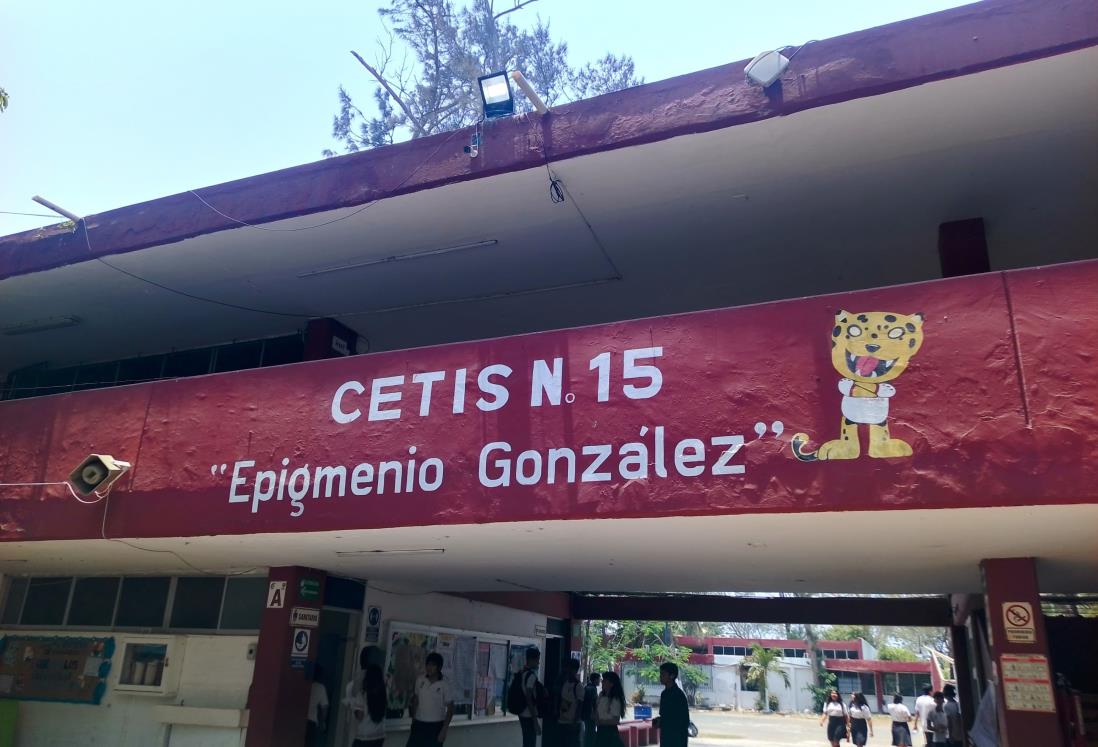 CETIS No. 15
"Epigmenio González"
A